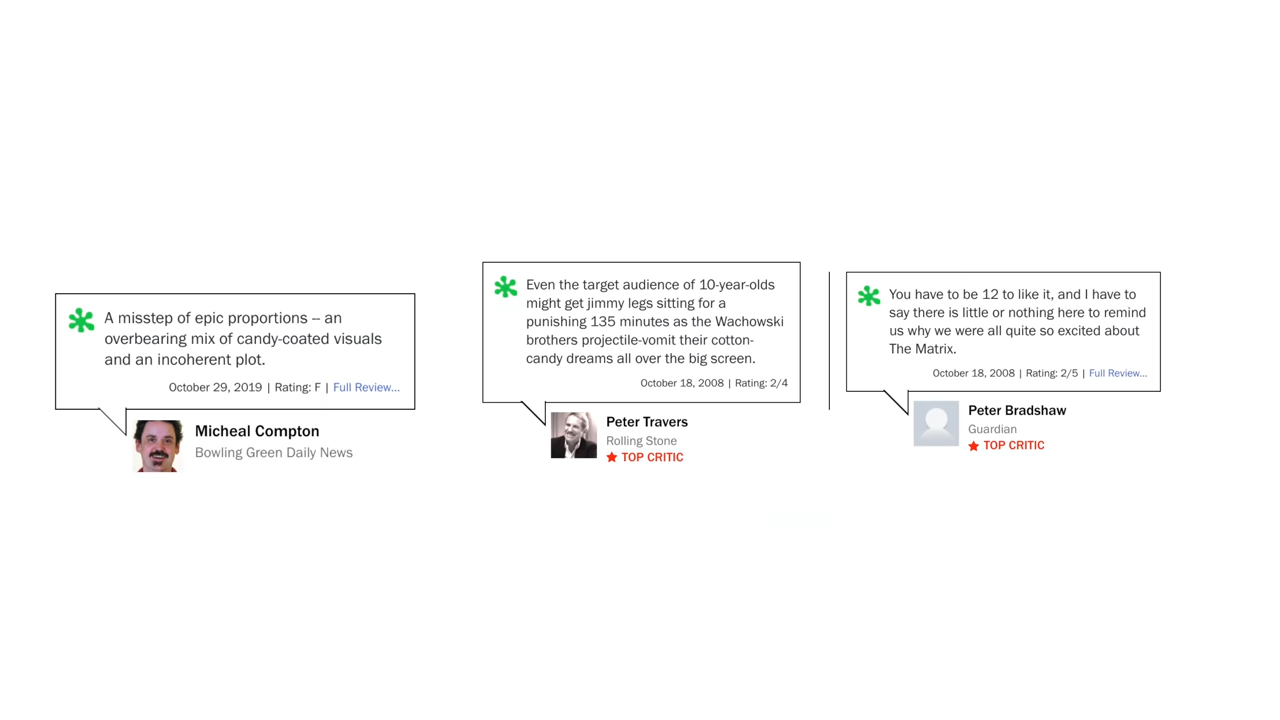 A misstep of epic proportions -- an
overbearing mix of candy-coated visuals
and an incoherent plot.
October 29, 2019 | Rating: F | Full Review...
Micheal Compton
Bowling Green Daily News
Even the target audience of 10-year-olds
might get jimmy legs sitting for a
punishing 135 minutes as the Wachowski
brothers projectile-vomit their cotton-
candy dreams all over the big screen.
October 18, 2008 | Rating: 2/4
Peter Travers
Rolling Stone
TOP CRITIC
You have to be 12 to like it, and I have to
say there is little or nothing here to remind
us why we were all quite so excited about
The Matrix.
October 18, 2008 | Rating: 2/5 | Full Review...
Peter Bradshaw
Guardian
TOP CRITIC